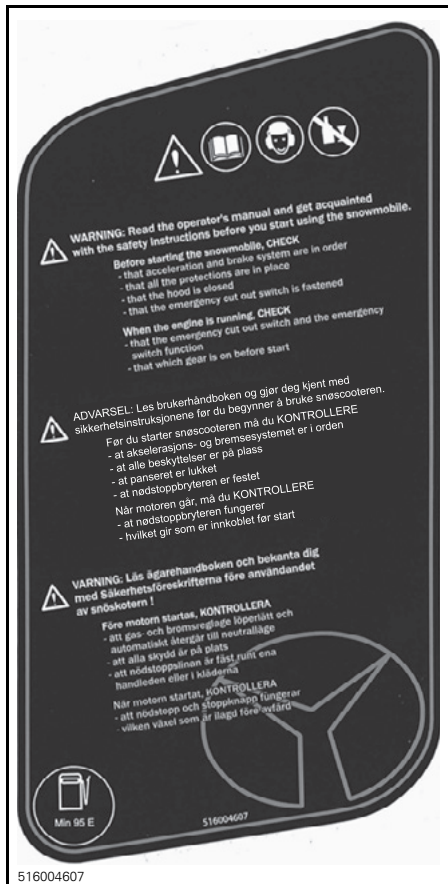 WARNING: Read the operator's manual and get acquainted
with the safety instructions before you start using the snowmobile.
Before starting the snowmobile, CHECK
- that acceleration and brake system are in order
- that all the protections are in place
- that the hood is closed
- that the emergency cut out switch is fastened
When the engine is running, CHECK
- that the emergency cut out switch and the emergency
switch function
- that which gear is on before start
ADVARSEL: Les brukerhåndboken og gjør deg kjent med
sikkerhetsinstruksjonene før du begynner å bruke snøscooteren.
Før du starter snøscooteren må du KONTROLLERE
- at akselerasjons- og bremsesystemet er i orden
- at alle beskyttelser er på plass
- at panseret er lukket
- at nødstoppbryteren er festet
Når motoren går, må du KONTROLLERE
- at nødstoppbryteren fungerer
- hvilket gir som er innkoblet før start
VARNING: Läs ägarehandboken och bekanta dig
med Säkerhetsföreskrifterna före användandet
av snöskotern !
Före motorn startas, KONTROLLERA
- att gas- och bromsreglage löperlätt och
automatiskt återgår till neutralläge
- att alla skydd är på plats
- att nödstoppslinan är fäst runt ena
handleden eller i kläderna
När motorn startat, KONTROLLERA
- att nödstopp och stoppknapp fungerar
- vilken växel som är ilagd före avfärd
Min 95 E
516004607
516004607